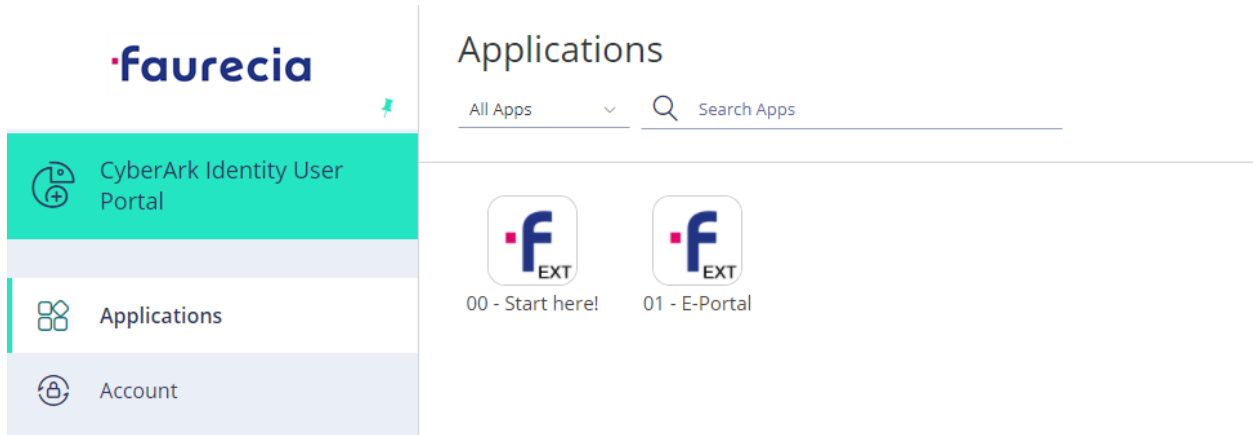 faurecia
CyberArk Identity User
Portal
Applications
Account
Applications
All Apps
Search Apps
f EXT
f EXT
00 - Start here!
01 - E-Portal